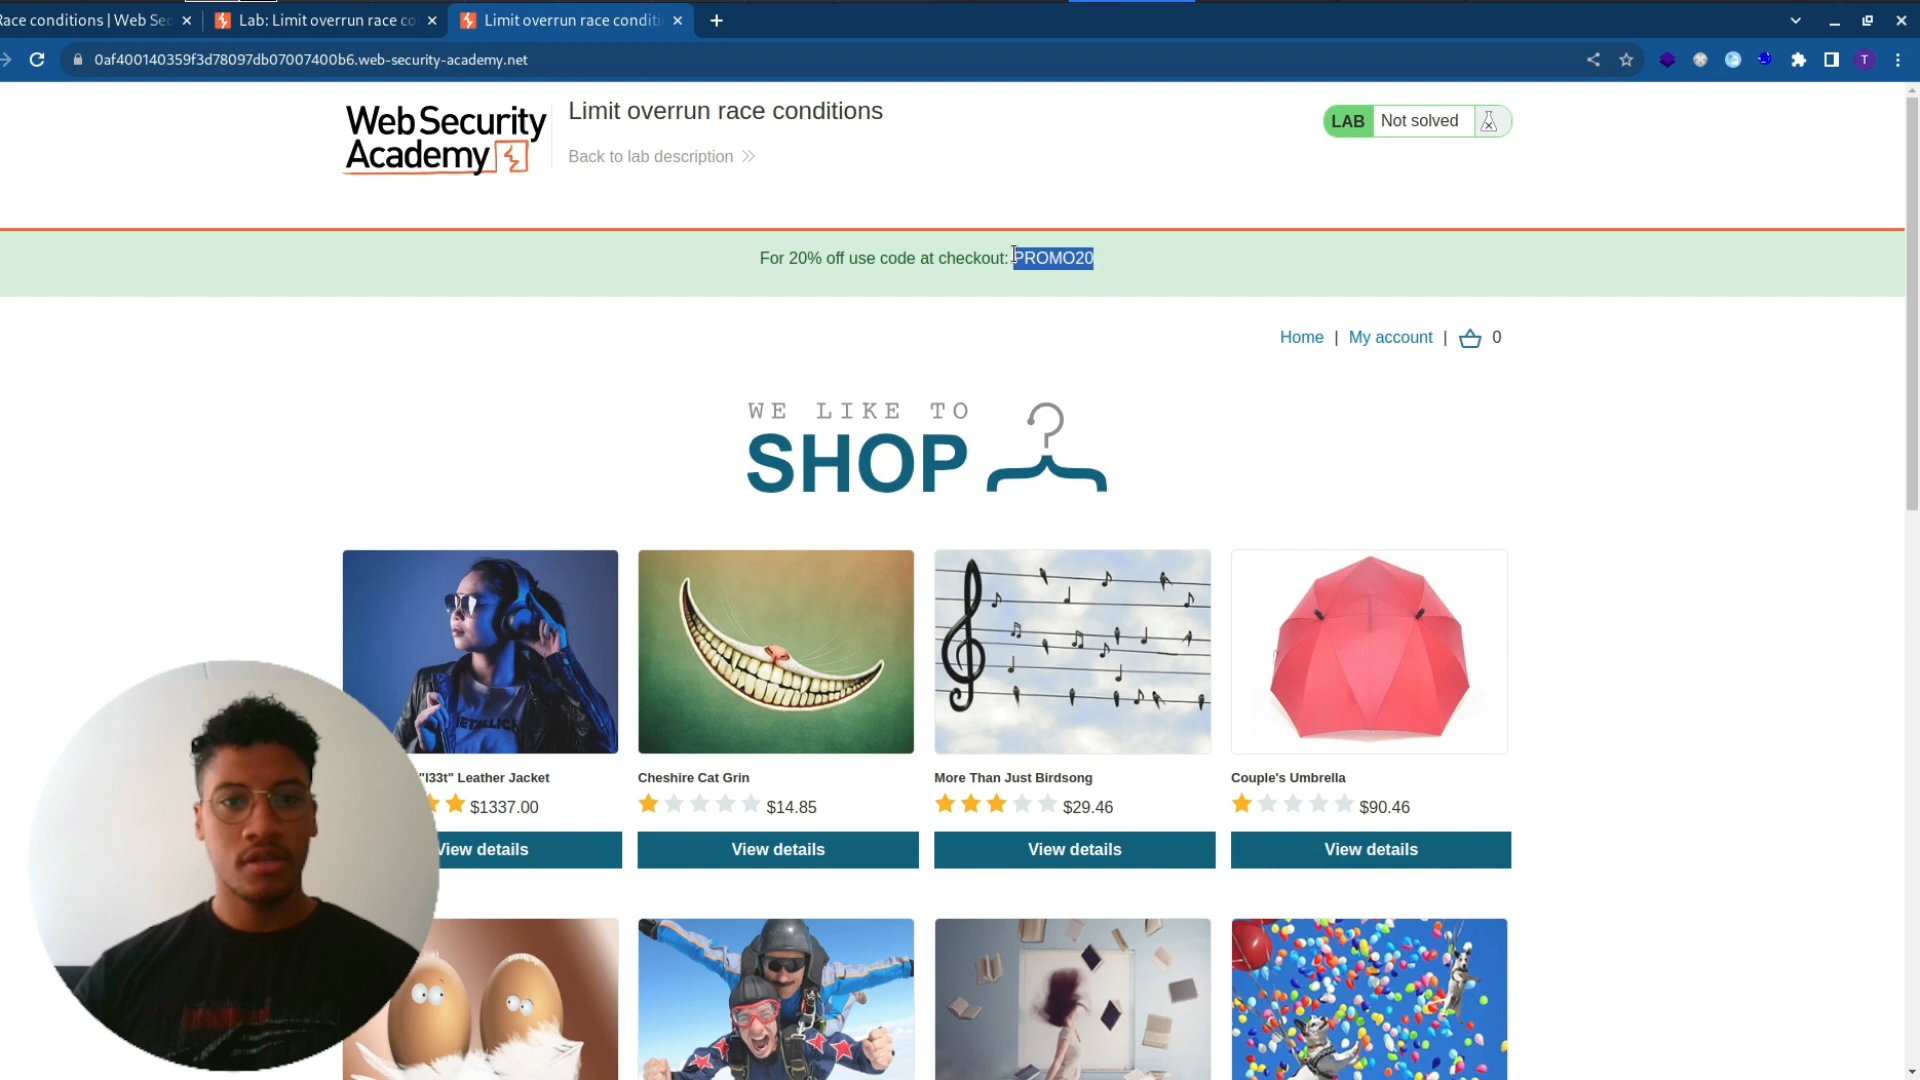 Race conditions | Web Sec
Lab: Limit overrun race co
Limit overrun race conditi
0af400140359f3d78097db07007400b6.web-security-academy.net
T
Web Security
Academy
Limit overrun race conditions
Back to lab description
LAB Not solved
For 20% off use code at checkout: PROMO20
Home | My account | 0
WE LIKE TO
SHOP
METALLICA
"l33t" Leather Jacket
$1337.00
View details
Cheshire Cat Grin
$14.85
View details
More Than Just Birdsong
$29.46
View details
Couple's Umbrella
$90.46
View details